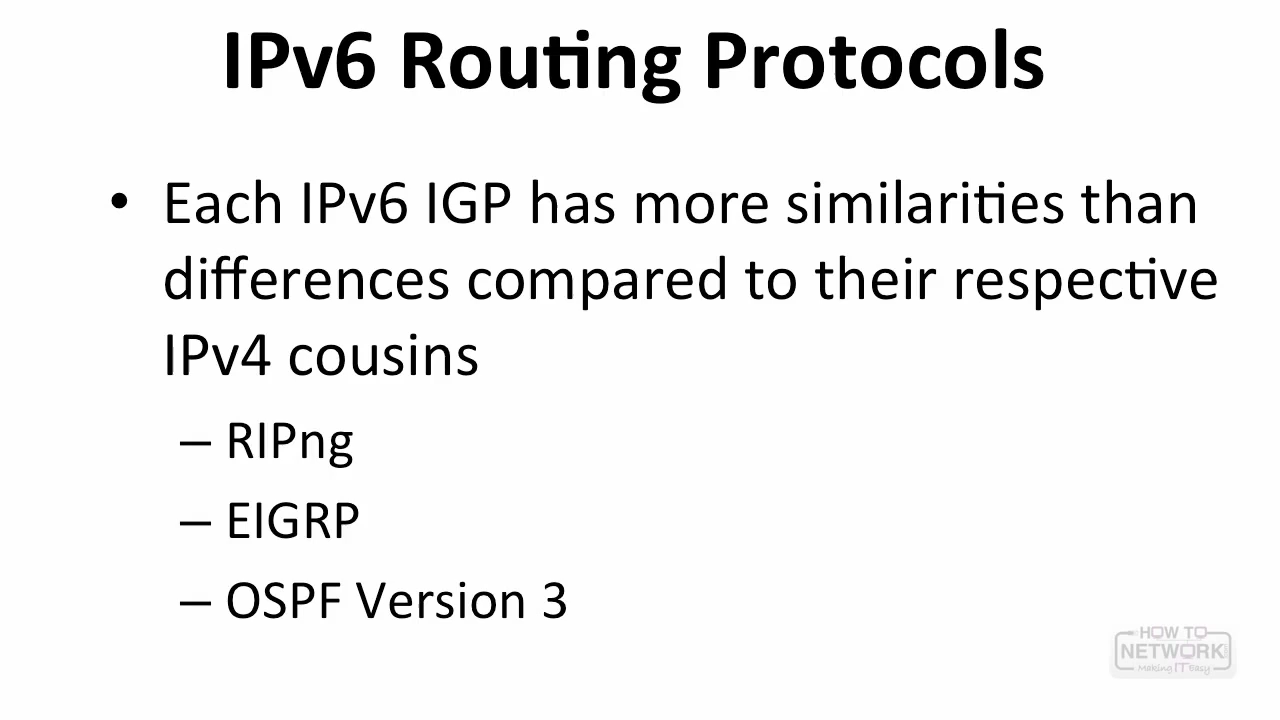 IPv6 Routing Protocols
• Each IPv6 IGP has more similarities than
differences compared to their respective
IPv4 cousins
– RIPng
– EIGRP
– OSPF Version 3
HOW TO
NETWORK
Making IT Easy